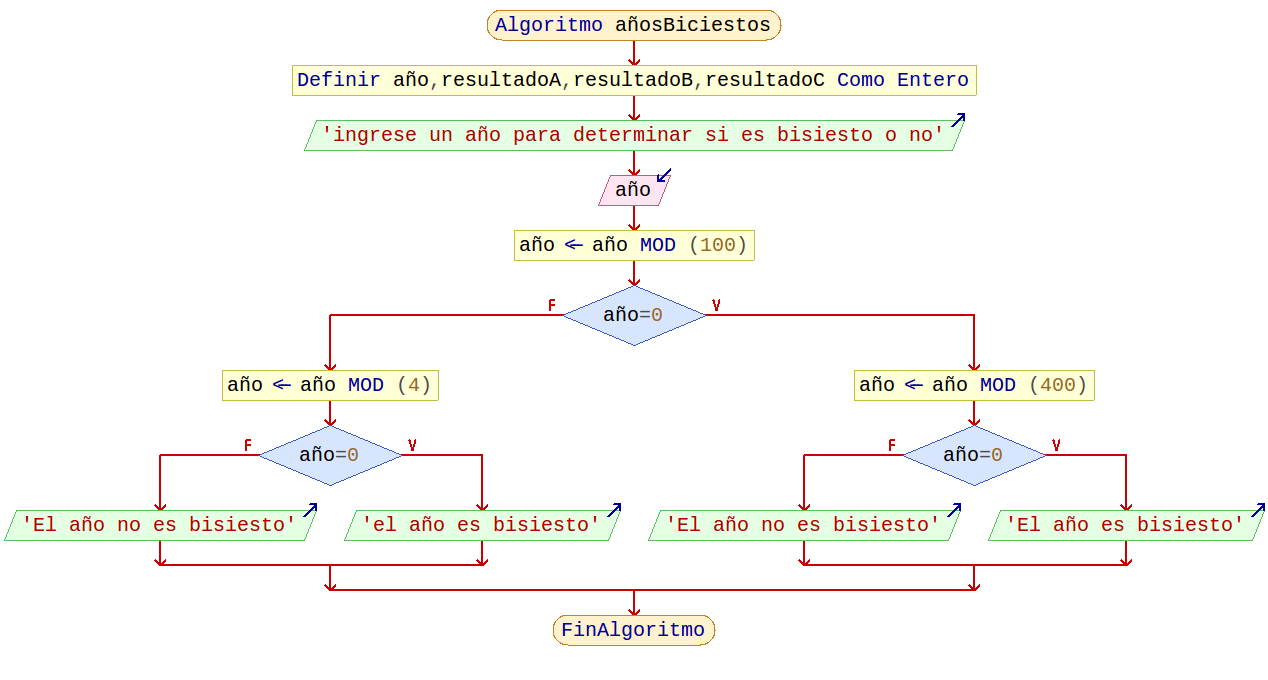 Algoritmo añosBiciestos
Definir año,resultadoA,resultadoB,resultadoC Como Entero
'ingrese un año para determinar si es bisiesto o no'
año
año ← año MOD (100)
F
año=0
V
año ← año MOD (4)
año ← año MOD (400)
F
año=0
V
F
año=0
V
'El año no es bisiesto'
'el año es bisiesto'
'El año no es bisiesto'
'El año es bisiesto'
FinAlgoritmo